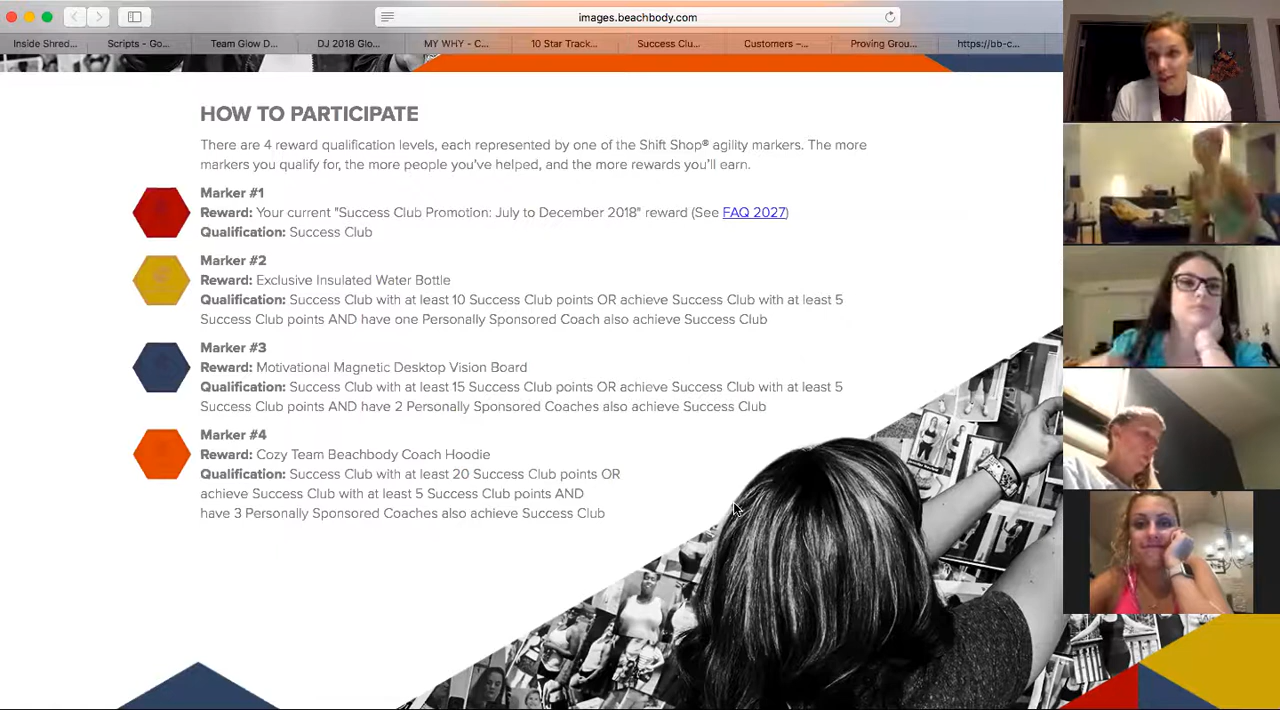 images.beachbody.com
Inside Shred...
Scripts - Go...
Team Glow D...
DJ 2018 Glo...
MY WHY - C...
10 Star Track...
Success Clu...
Customers –...
Proving Grou...
https://bb-c...
HOW TO PARTICIPATE
There are 4 reward qualification levels, each represented by one of the Shift Shop® agility markers. The more
markers you qualify for, the more people you've helped, and the more rewards you'll earn.
Marker #1
Reward: Your current "Success Club Promotion: July to December 2018" reward (See FAQ 2027)
Qualification: Success Club
Marker #2
Reward: Exclusive Insulated Water Bottle
Qualification: Success Club with at least 10 Success Club points OR achieve Success Club with at least 5
Success Club points AND have one Personally Sponsored Coach also achieve Success Club
Marker #3
Reward: Motivational Magnetic Desktop Vision Board
Qualification: Success Club with at least 15 Success Club points OR achieve Success Club with at least 5
Success Club points AND have 2 Personally Sponsored Coaches also achieve Success Club
Marker #4
Reward: Cozy Team Beachbody Coach Hoodie
Qualification: Success Club with at least 20 Success Club points OR
achieve Success Club with at least 5 Success Club points AND
have 3 Personally Sponsored Coaches also achieve Success Club